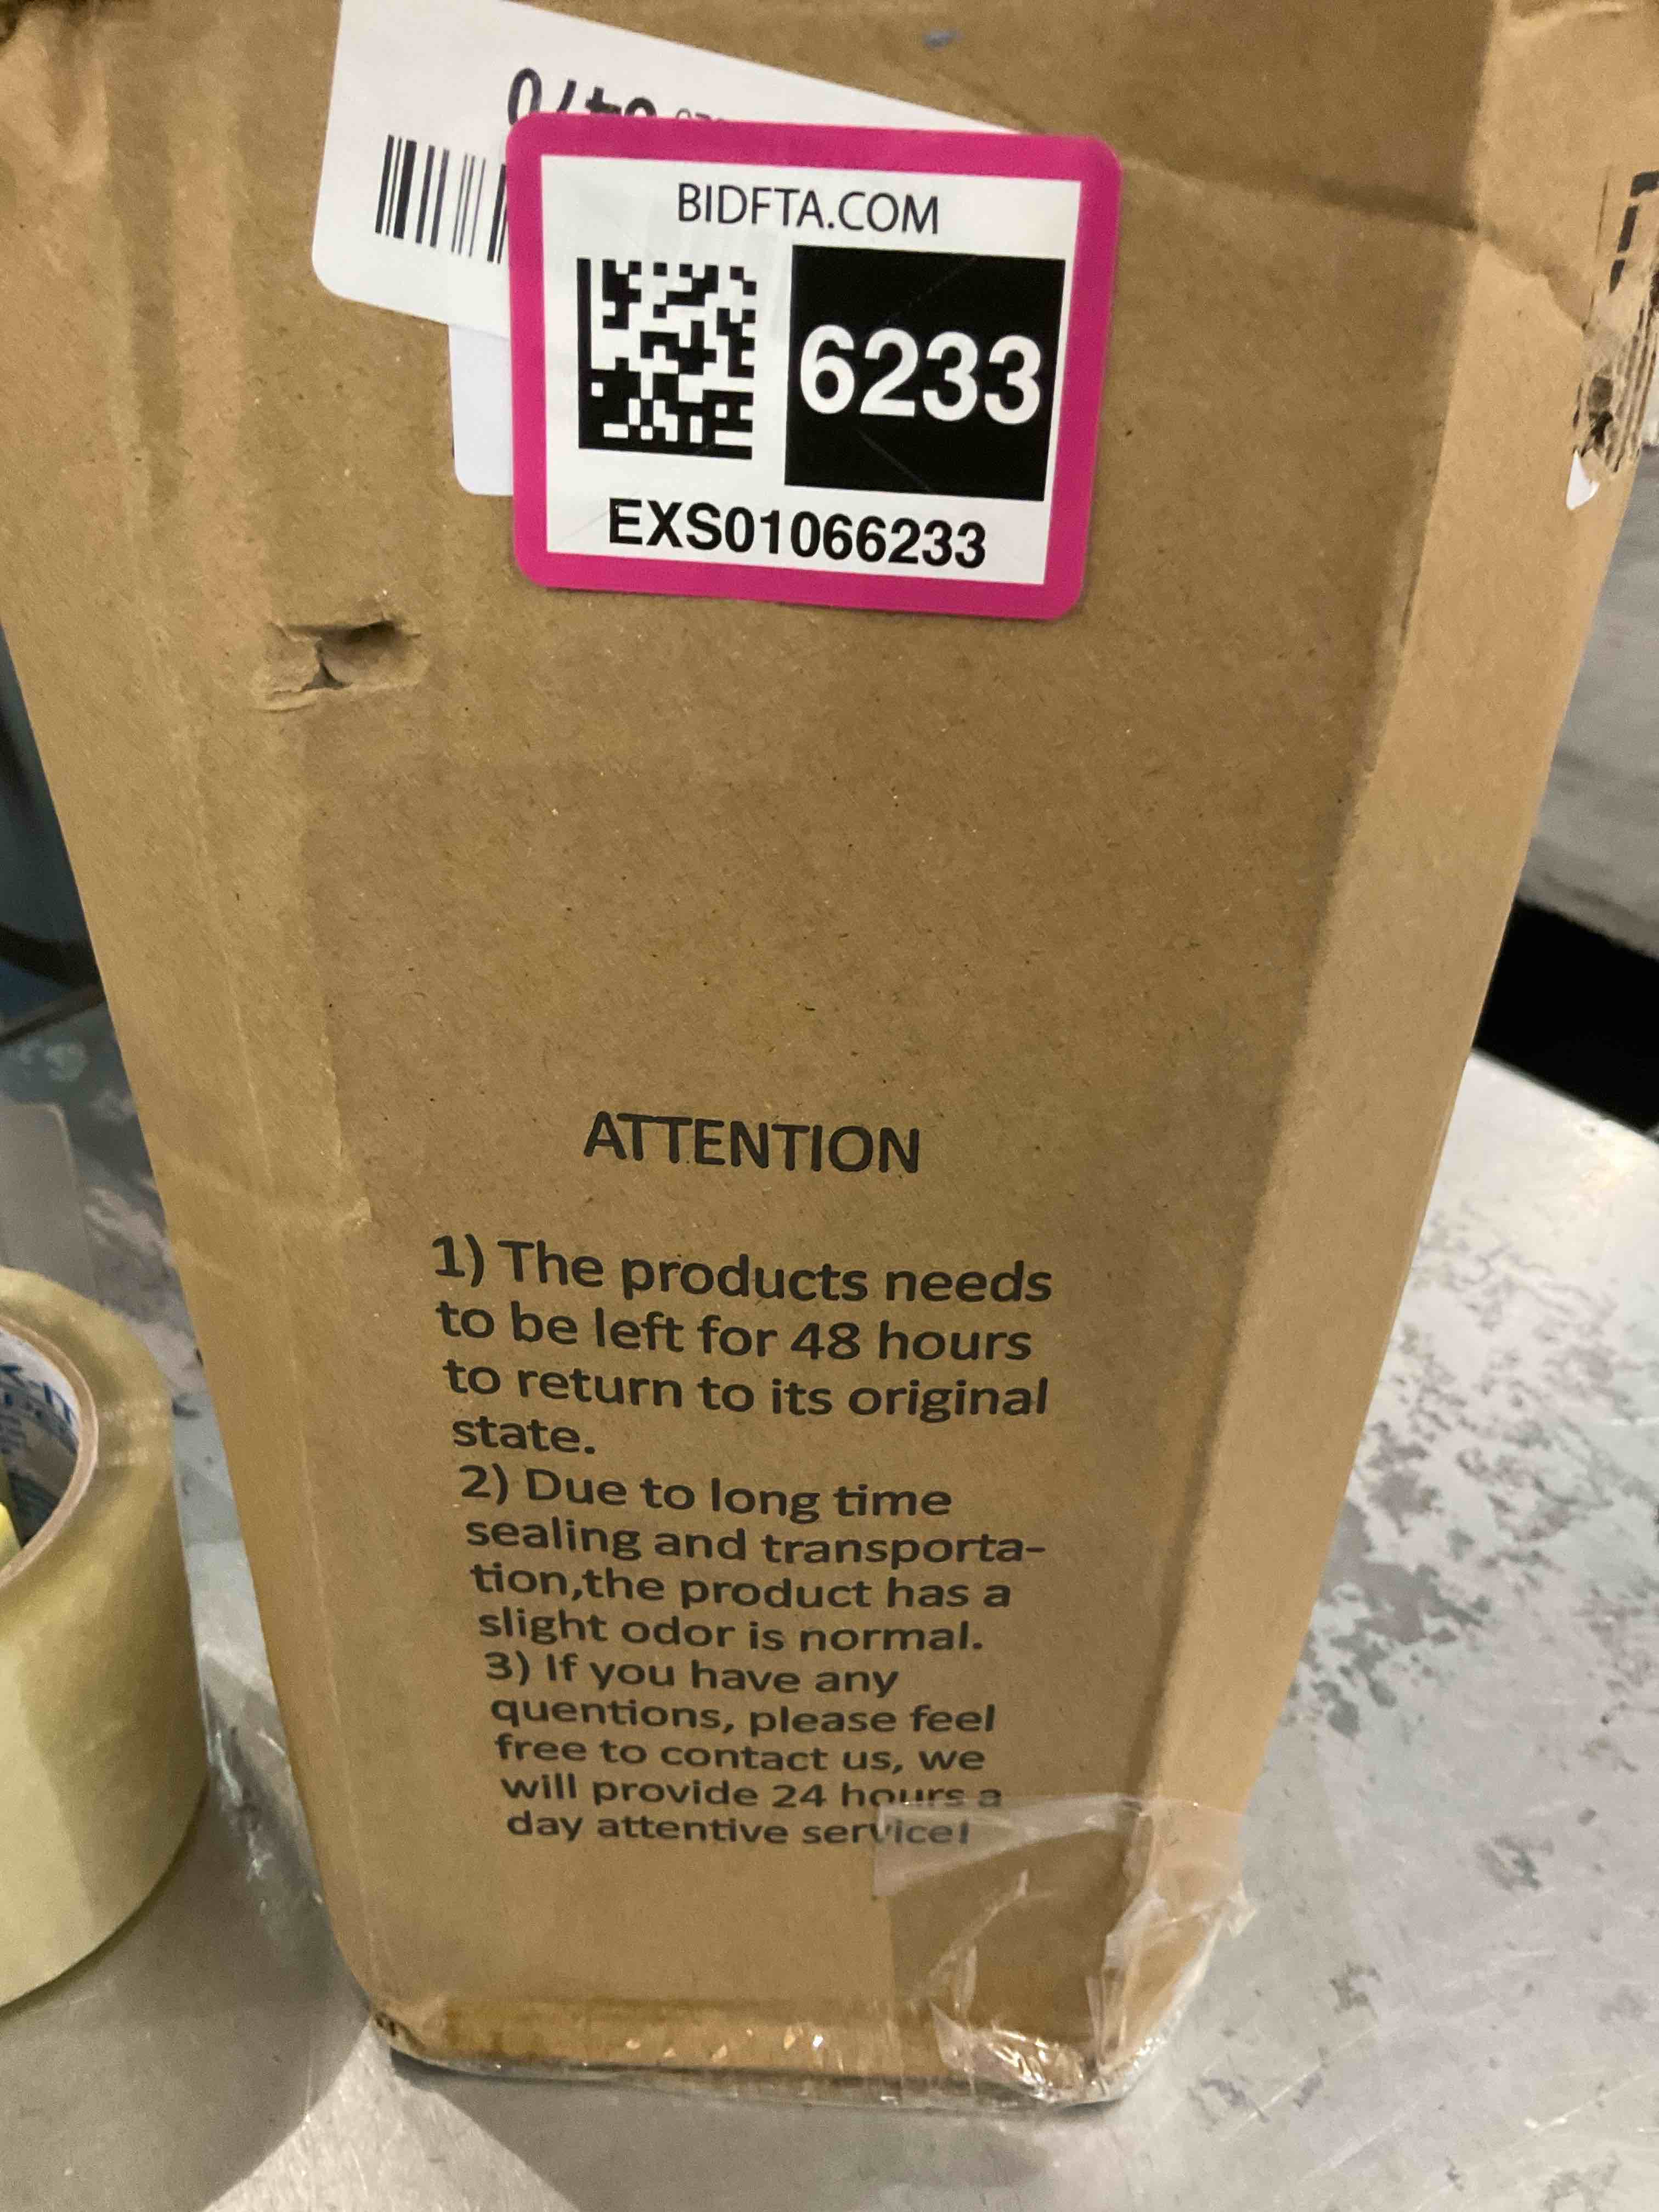 BIDFTA.COM
6233
EXS01066233
ATTENTION
1) The products needs
to be left for 48 hours
to return to its original
state.
2) Due to long time
sealing and transporta-
tion,the product has a
slight odor is normal.
3) If you have any
quentions, please feel
free to contact us, we
will provide 24 hours a
day attentive service!